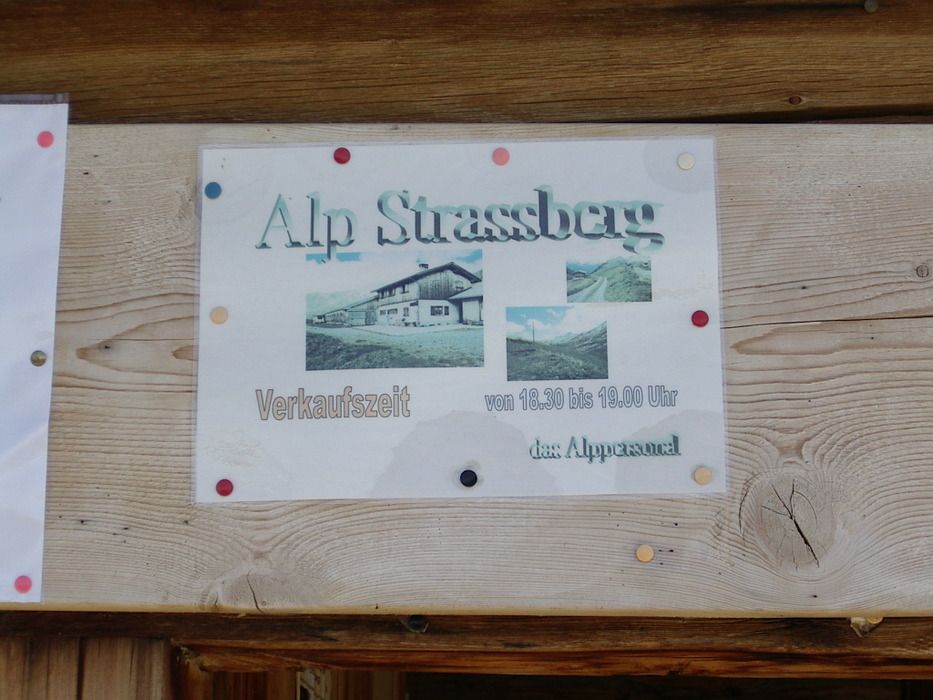 Alp Strassberg
Verkaufszeit
von 18.30 bis 19.00 Uhr
das Alppersonal